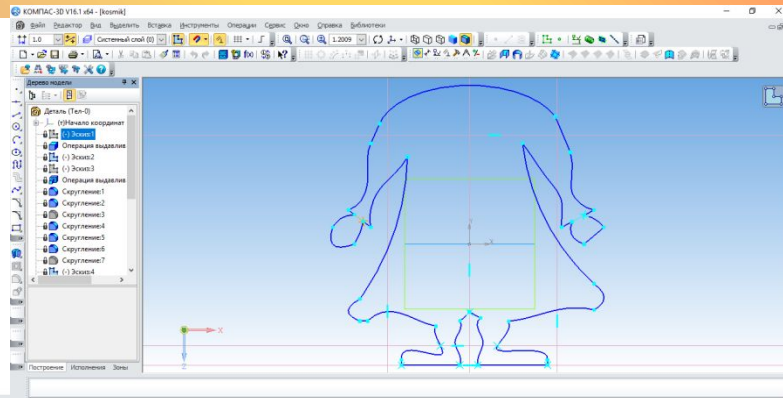 КОМПАС-3D V16.1 x64 - [kosmik]
Файл Редактор Вид Выделить Вставка Инструменты Операции Сервис Окно Справка Библиотеки
1.0 Системный слой (0) 1.2009
Дерево модели
Деталь (Тел-0)
(т)Начало координат
(-) Эскиз:1
Операция выдавлив
(-) Эскиз:2
(-) Эскиз:3
Операция выдавлив
Скругление:1
Скругление:2
Скругление:3
Скругление:4
Скругление:5
Скругление:6
Скругление:7
(-) Эскиз:4
X
Z
Построение Исполнения Зоны